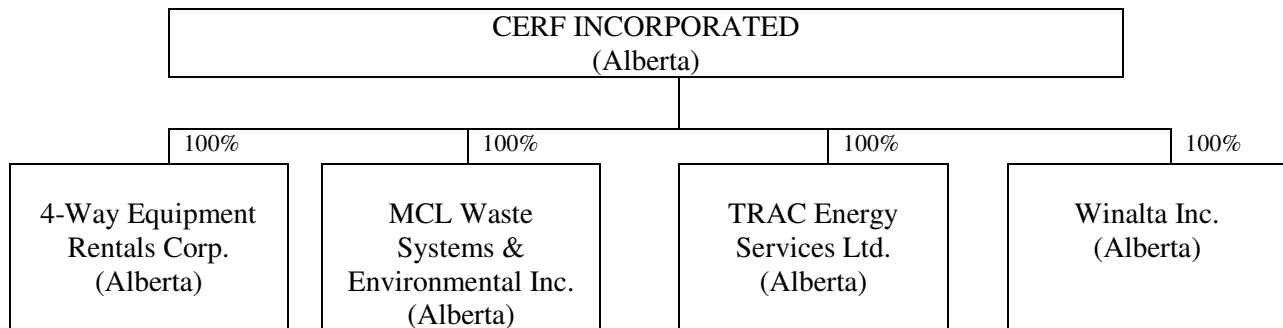 CERF INCORPORATED
(Alberta)
100%
100%
100%
100%
4-Way Equipment
Rentals Corp.
(Alberta)
MCL Waste
Systems &
Environmental Inc.
(Alberta)
TRAC Energy
Services Ltd.
(Alberta)
Winalta Inc.
(Alberta)